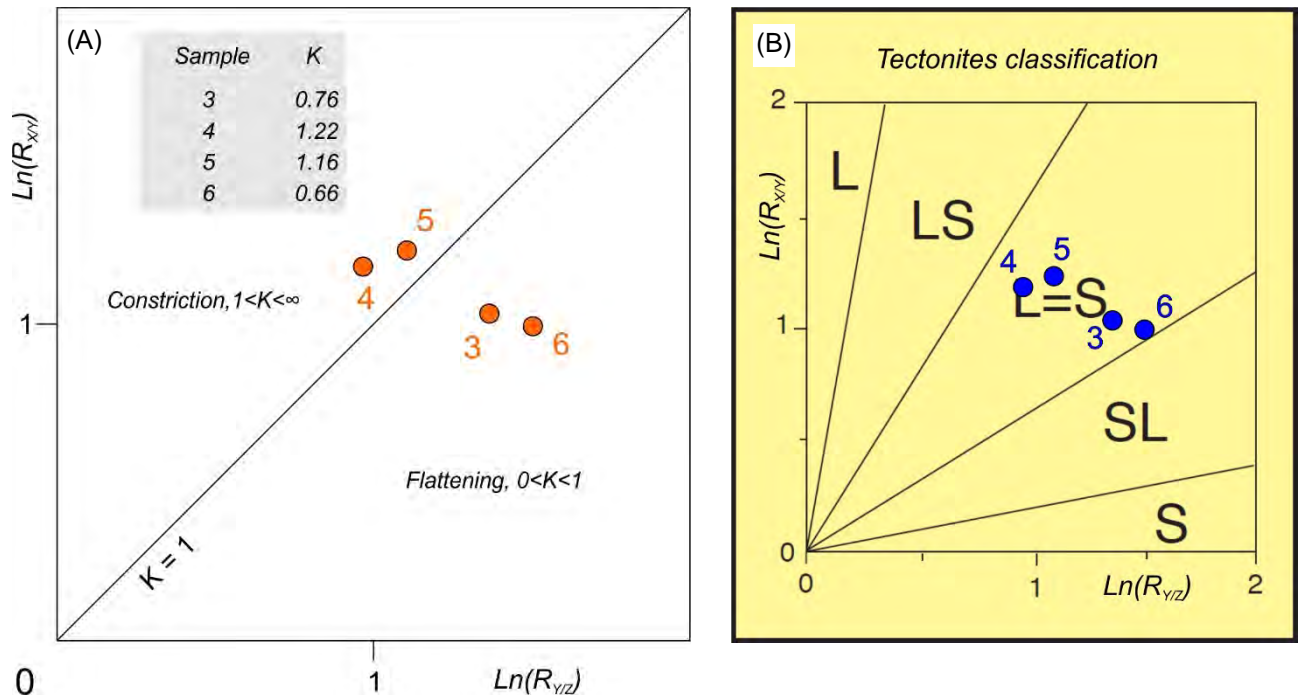 (A)
Sample K
3 0.76
4 1.22
5 1.16
6 0.66
Ln(RX/Y)
1
5
4
Constriction,1<K<∞
3
6
Flattening, 0<K<1
K = 1
0
1
Ln(RY/Z)
(B)
Tectonites classification
2
Ln(RX/Y)
L
LS
4
5
L=S
3
6
1
SL
S
0
0
1
Ln(RY/Z)
2